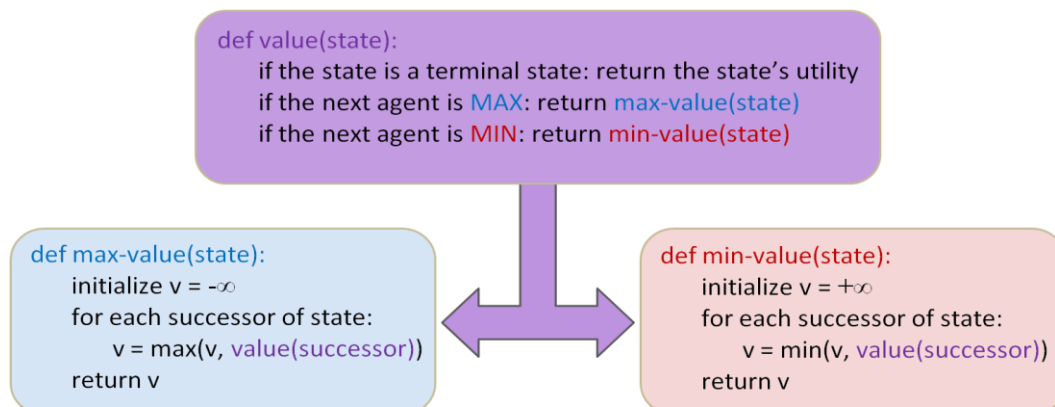 def value(state):
if the state is a terminal state: return the state’s utility
if the next agent is MAX: return max-value(state)
if the next agent is MIN: return min-value(state)
def max-value(state):
initialize v = -∞
for each successor of state:
v = max(v, value(successor))
return v
def min-value(state):
initialize v = +∞
for each successor of state:
v = min(v, value(successor))
return v